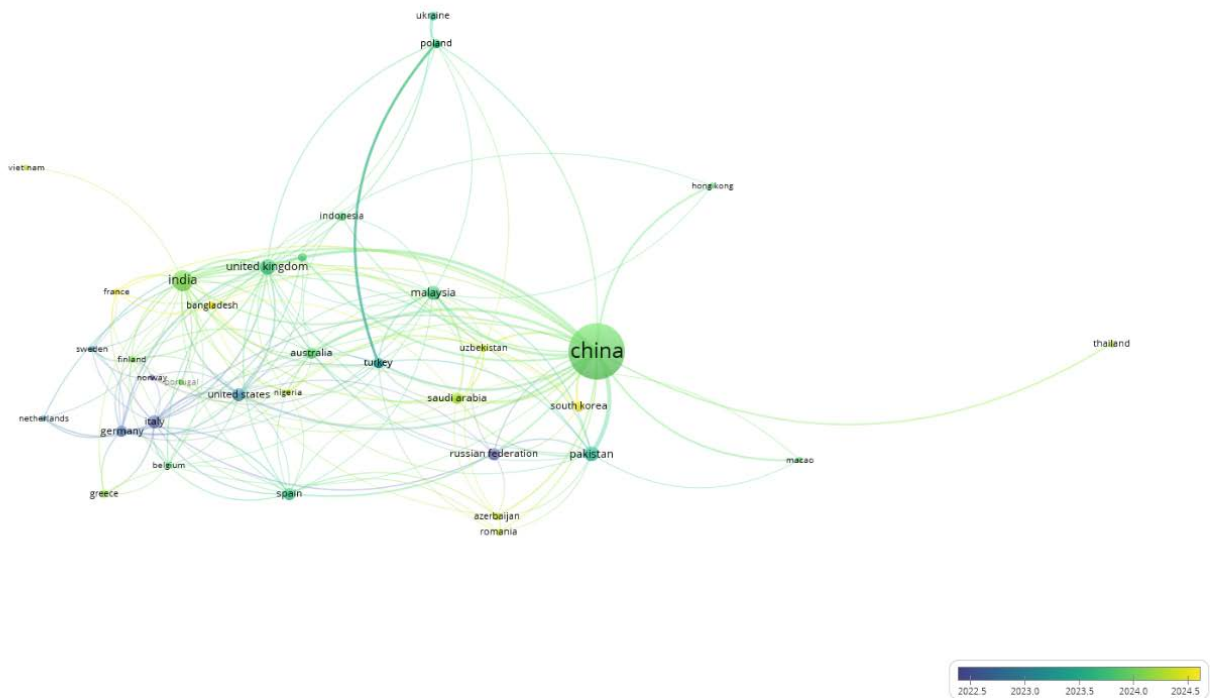 ukraine
poland
vietnam
hong kong
indonesia
united kingdom
india
france
bangladesh
malaysia
china
thailand
sweden
finland
australia
turkey
uzbekistan
norway
portugal
united states
nigeria
saudi arabia
south korea
netherlands
germany
italy
belgium
russian federation
pakistan
macao
greece
spain
azerbaijan
romania
2022.5 2023.0 2023.5 2024.0 2024.5